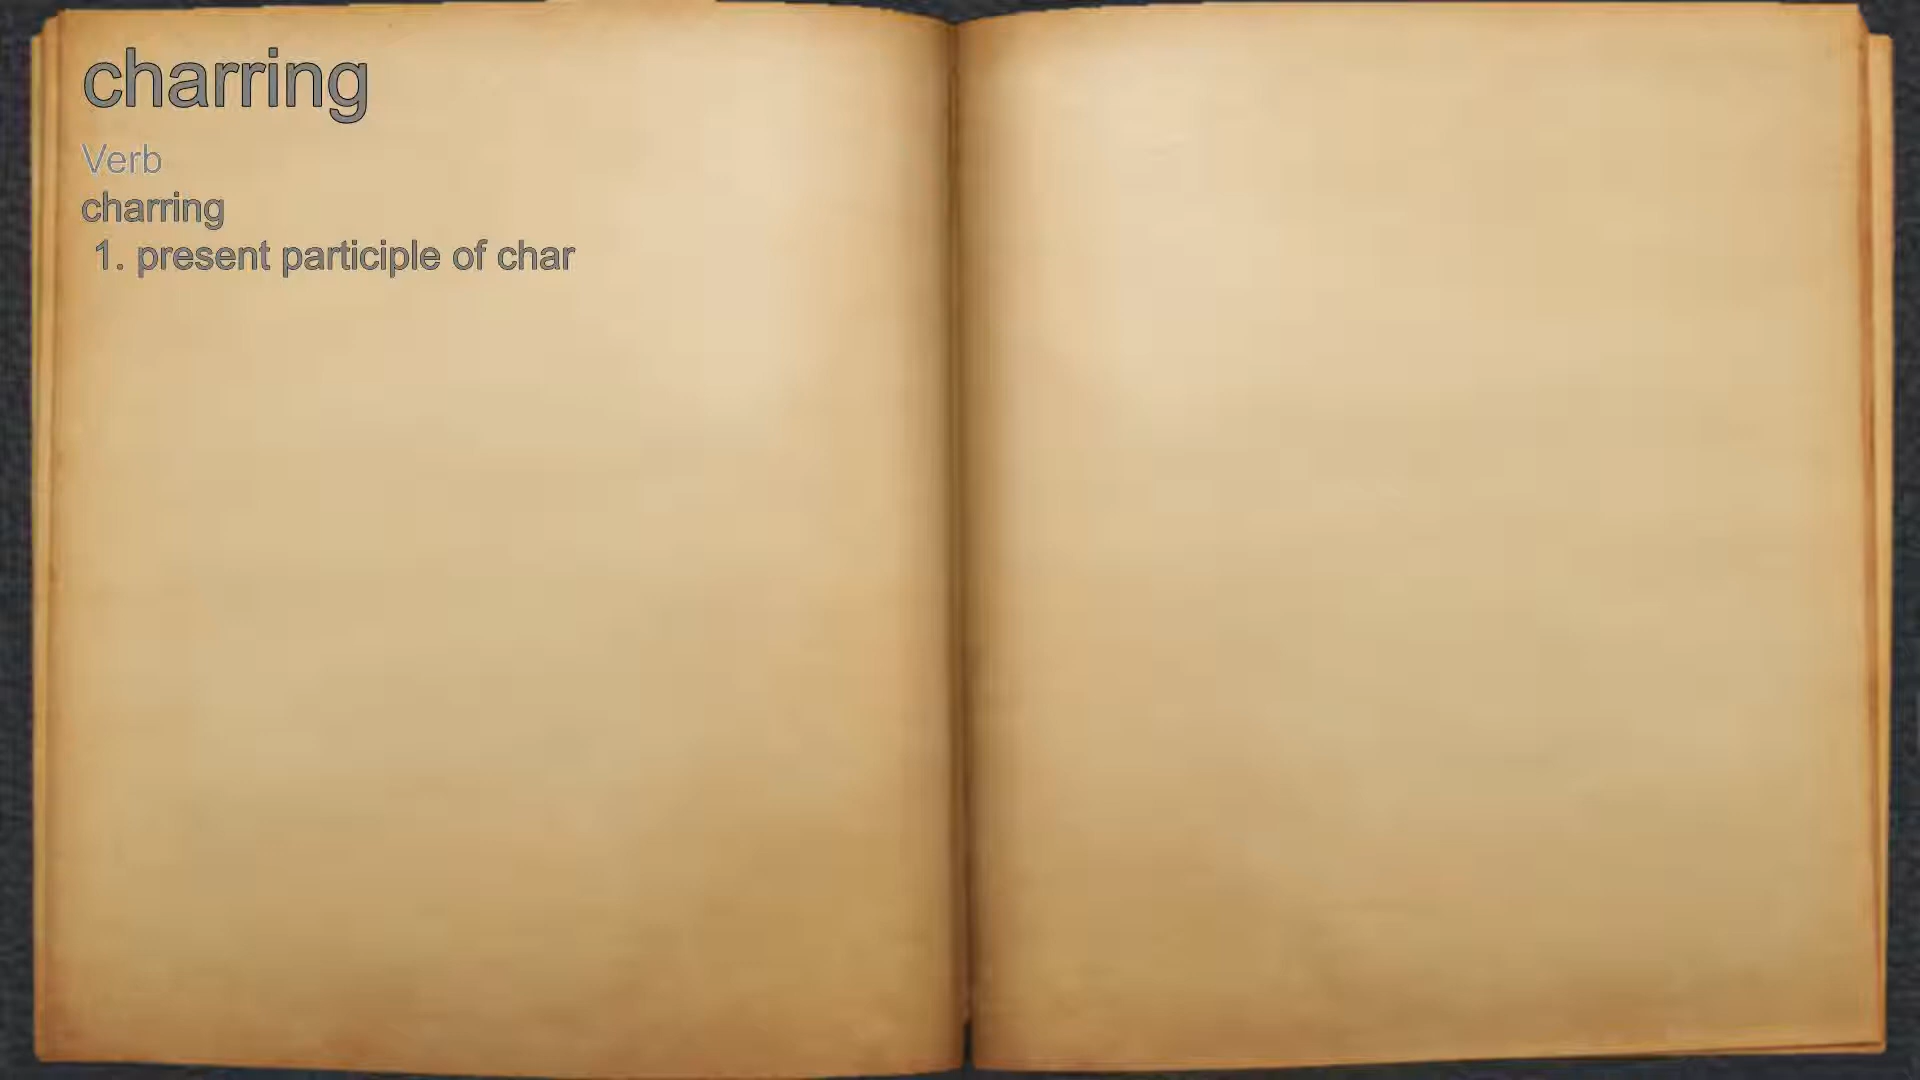 charring
Verb
charring
1. present participle of char